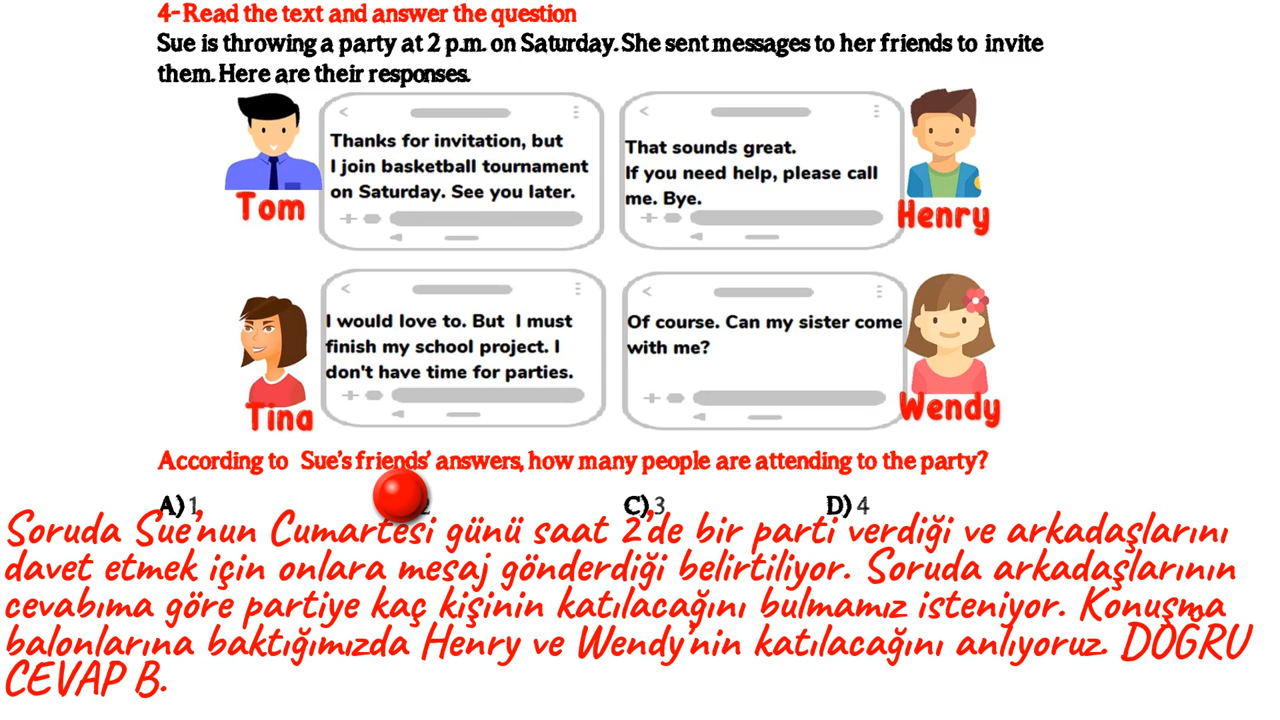 4-Read the text and answer the question
Sue is throwing a party at 2 p.m. on Saturday. She sent messages to her friends to invite
them. Here are their responses.
Thanks for invitation, but
I join basketball tournament
on Saturday. See you later.
Tom
That sounds great.
If you need help, please call
me. Bye.
Henry
I would love to. But I must
finish my school project. I
don't have time for parties.
Tina
Of course. Can my sister come
with me?
Wendy
According to Sue's friends' answers, how many people are attending to the party?
A) 1 2 C) 3 D) 4
Soruda Sue'nun Cumartesi günü saat 2'de bir parti verdiği ve arkadaşlarını
davet etmek için onlara mesaj gönderdiği belirtiliyor. Soruda arkadaşlarının
cevabıma göre partiye kaç kişinin katılacağını bulmamız isteniyor. Konuşma
balonlarına baktığımızda Henry ve Wendy'nin katılacağını anlıyoruz. DOĞRU
CEVAP B.